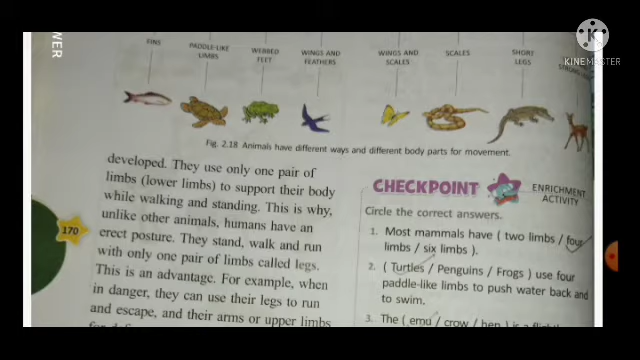 WER
KINEMASTER
FINS
PADDLE-LIKE
LIMBS
WEBBED
FEET
WINGS AND
FEATHERS
WINGS AND
SCALES
SCALES
SHORT
LEGS
Fig. 2.18 Animals have different ways and different body parts for movement.
developed. They use only one pair of
limbs (lower limbs) to support their body
while walking and standing. This is why,
unlike other animals, humans have an
erect posture. They stand, walk and run
with only one pair of limbs called legs.
This is an advantage. For example, when
in danger, they can use their legs to run
and escape, and their arms or upper limbs
170
CHECKPOINT
ENRICHMENT
ACTIVITY
Circle the correct answers.
1. Most mammals have ( two limbs / four
limbs / six limbs ).
2. ( Turtles / Penguins / Frogs ) use four
paddle-like limbs to push water back and
to swim.
3. The ( emu / crow / hen ) is a